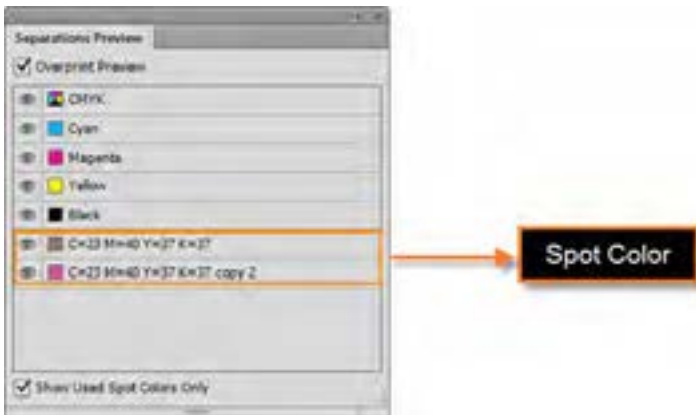 Separations Preview
Overprint Preview
CMYK
Cyan
Magenta
Yellow
Black
C=23 M=40 Y=37 K=37
C=23 M=40 Y=37 K=37 copy 2
Spot Color
Show Used Spot Colors Only